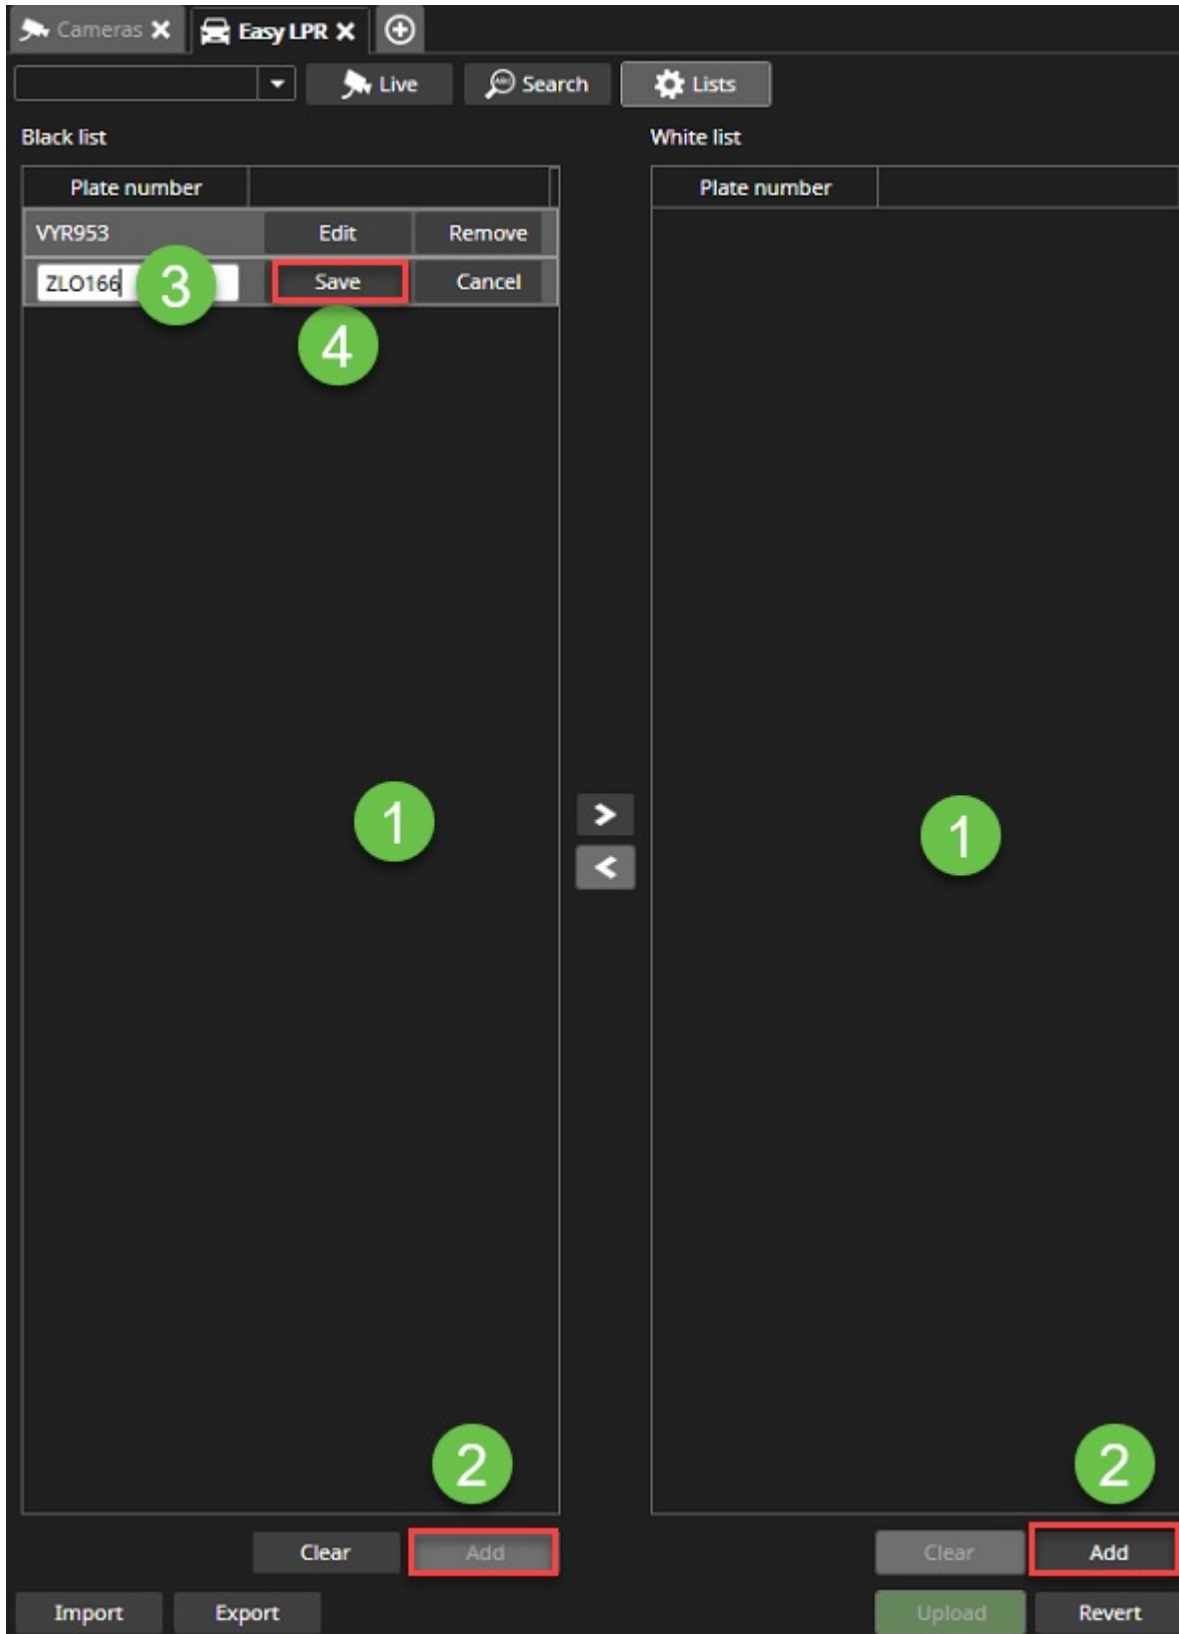 Cameras Easy LPR
Live Search Lists
Black list White list
Plate number Plate number
VYR953 Edit Remove
ZLO166 3 Save Cancel
4
1 1
2 2
Clear Add Clear Add
Import Export Upload Revert